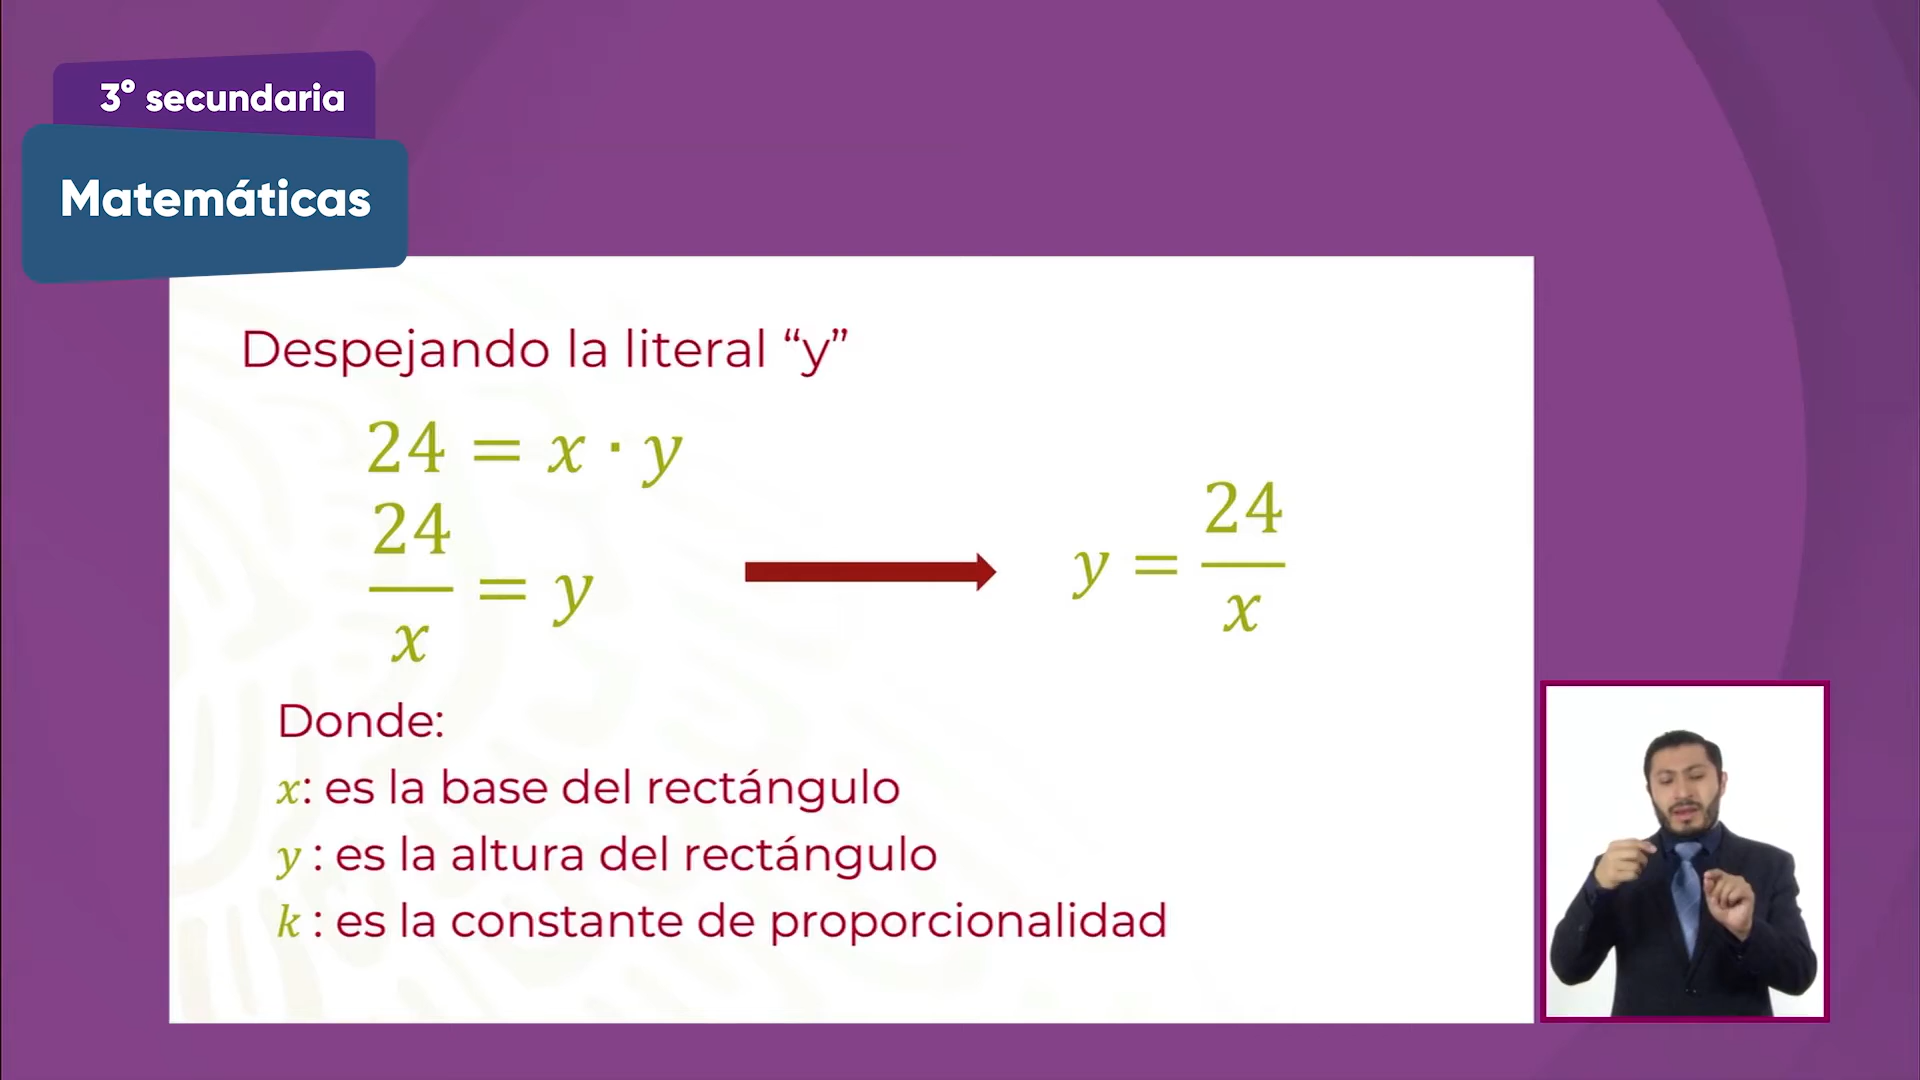 3° secundaria
Matemáticas
Despejando la literal “y”
24 = x · y
24/x = y
y = 24/x
Donde:
x: es la base del rectángulo
y : es la altura del rectángulo
k : es la constante de proporcionalidad